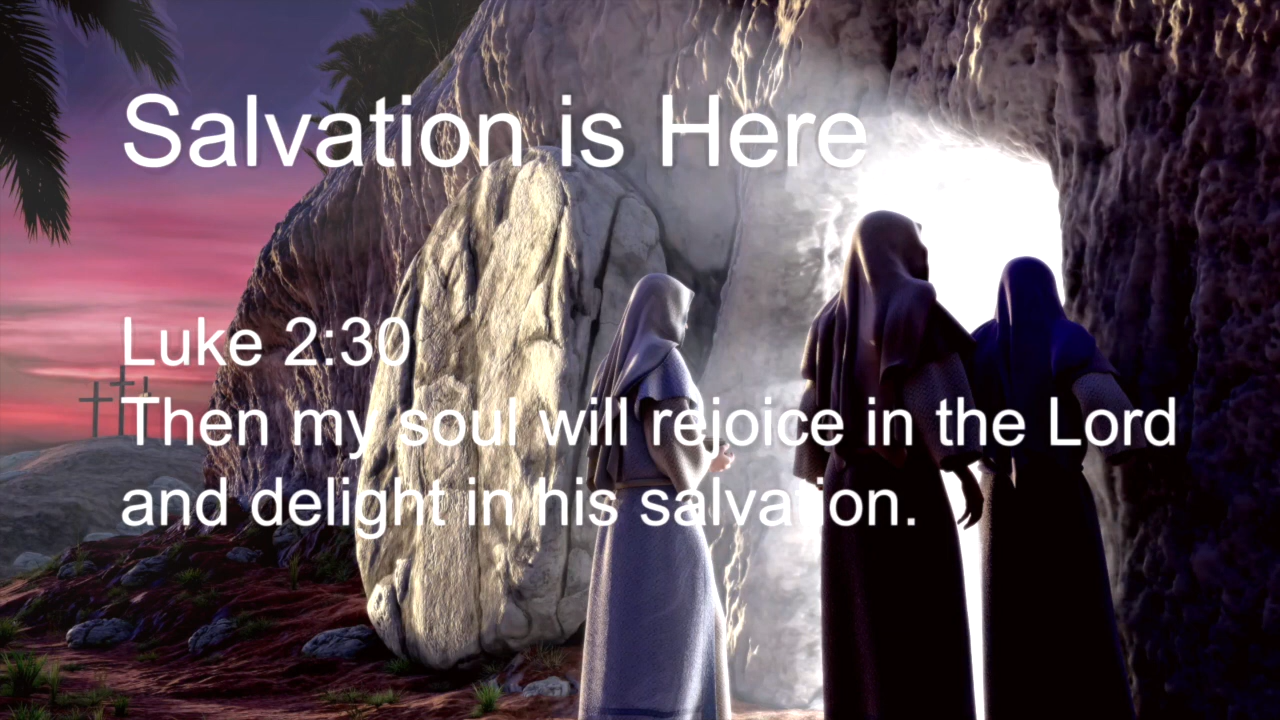 Salvation is Here
Luke 2:30
Then my soul will rejoice in the Lord
and delight in his salvation.